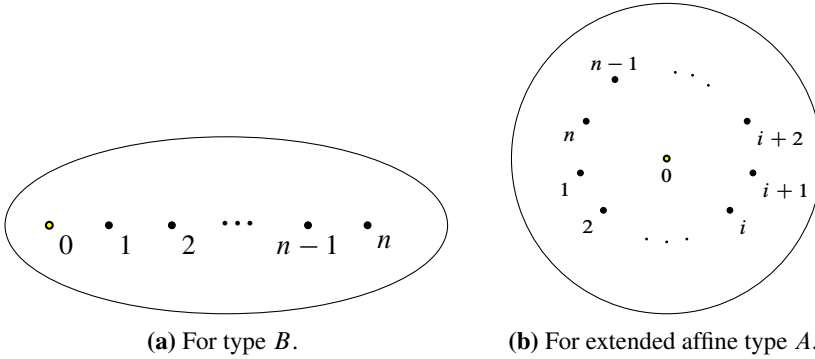 0 1 2 ··· n − 1 n
(a) For type B.
n − 1 . . .
n i + 2
0
1 i + 1
2 i
. . .
(b) For extended affine type A.